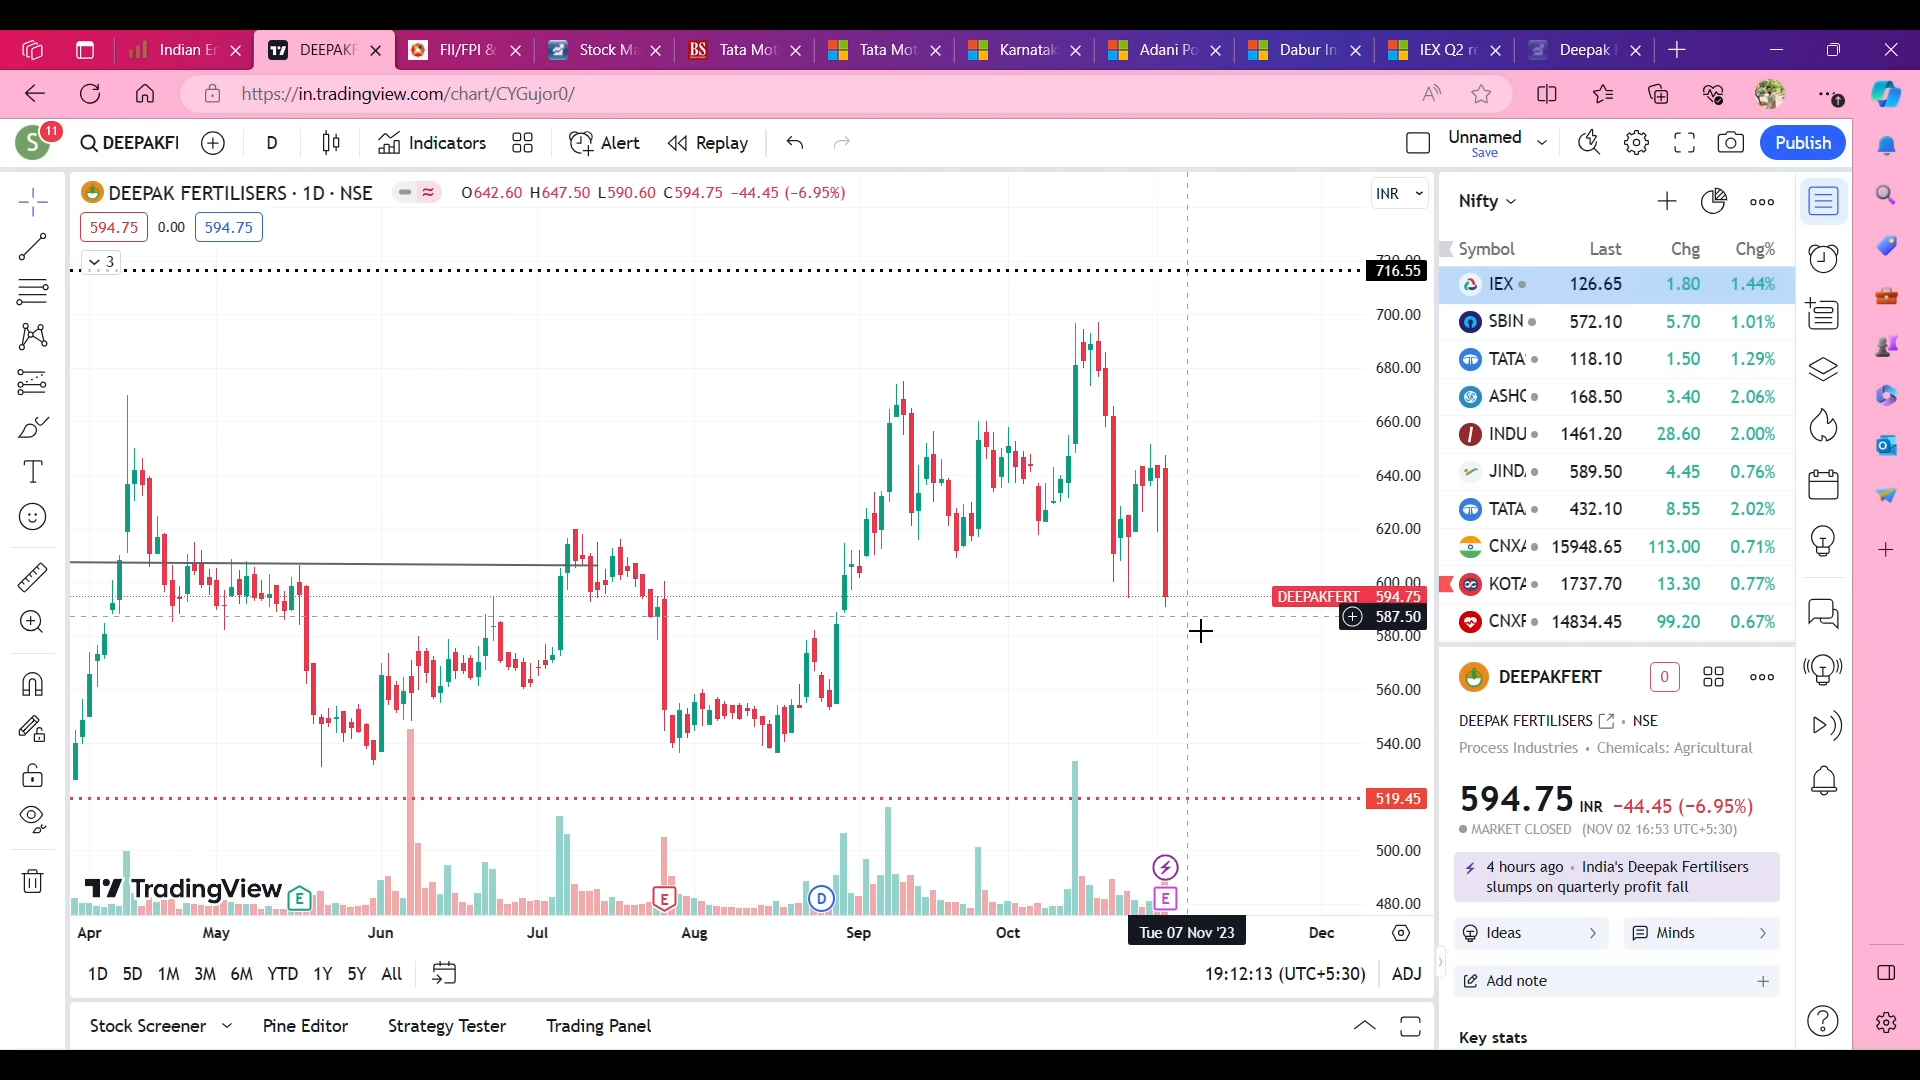 Indian Er
DEEPAKF
FII/FPI &
Stock Ma
BS
Tata Mot
Tata Mot
Karnatak
Adani Po
Dabur In
IEX Q2 re
Deepak F
https://in.tradingview.com/chart/CYGujor0/
S 11
DEEPAKFI
D
Indicators
Alert
Replay
Unnamed
Save
Publish
DEEPAK FERTILISERS · 1D · NSE
O642.60 H647.50 L590.60 C594.75 −44.45 (−6.95%)
INR
594.75 0.00 594.75
3
720.00
716.55
700.00
680.00
660.00
640.00
620.00
600.00
DEEPAKFERT 594.75
587.50
580.00
560.00
540.00
519.45
500.00
480.00
TradingView
E
E
D
E
Apr May Jun Jul Aug Sep Oct Tue 07 Nov '23 Dec
1D 5D 1M 3M 6M YTD 1Y 5Y All
19:12:13 (UTC+5:30) ADJ
Stock Screener Pine Editor Strategy Tester Trading Panel
Nifty
Symbol Last Chg Chg%
IEX 126.65 1.80 1.44%
SBIN 572.10 5.70 1.01%
TATA 118.10 1.50 1.29%
ASHO 168.50 3.40 2.06%
INDU 1461.20 28.60 2.00%
JIND 589.50 4.45 0.76%
TATA 432.10 8.55 2.02%
CNXA 15948.65 113.00 0.71%
KOTA 1737.70 13.30 0.77%
CNXF 14834.45 99.20 0.67%
DEEPAKFERT 0
DEEPAK FERTILISERS · NSE
Process Industries · Chemicals: Agricultural
594.75 INR −44.45 (−6.95%)
MARKET CLOSED (NOV 02 16:53 UTC+5:30)
4 hours ago · India's Deepak Fertilisers
slumps on quarterly profit fall
Ideas
Minds
Add note
Key stats